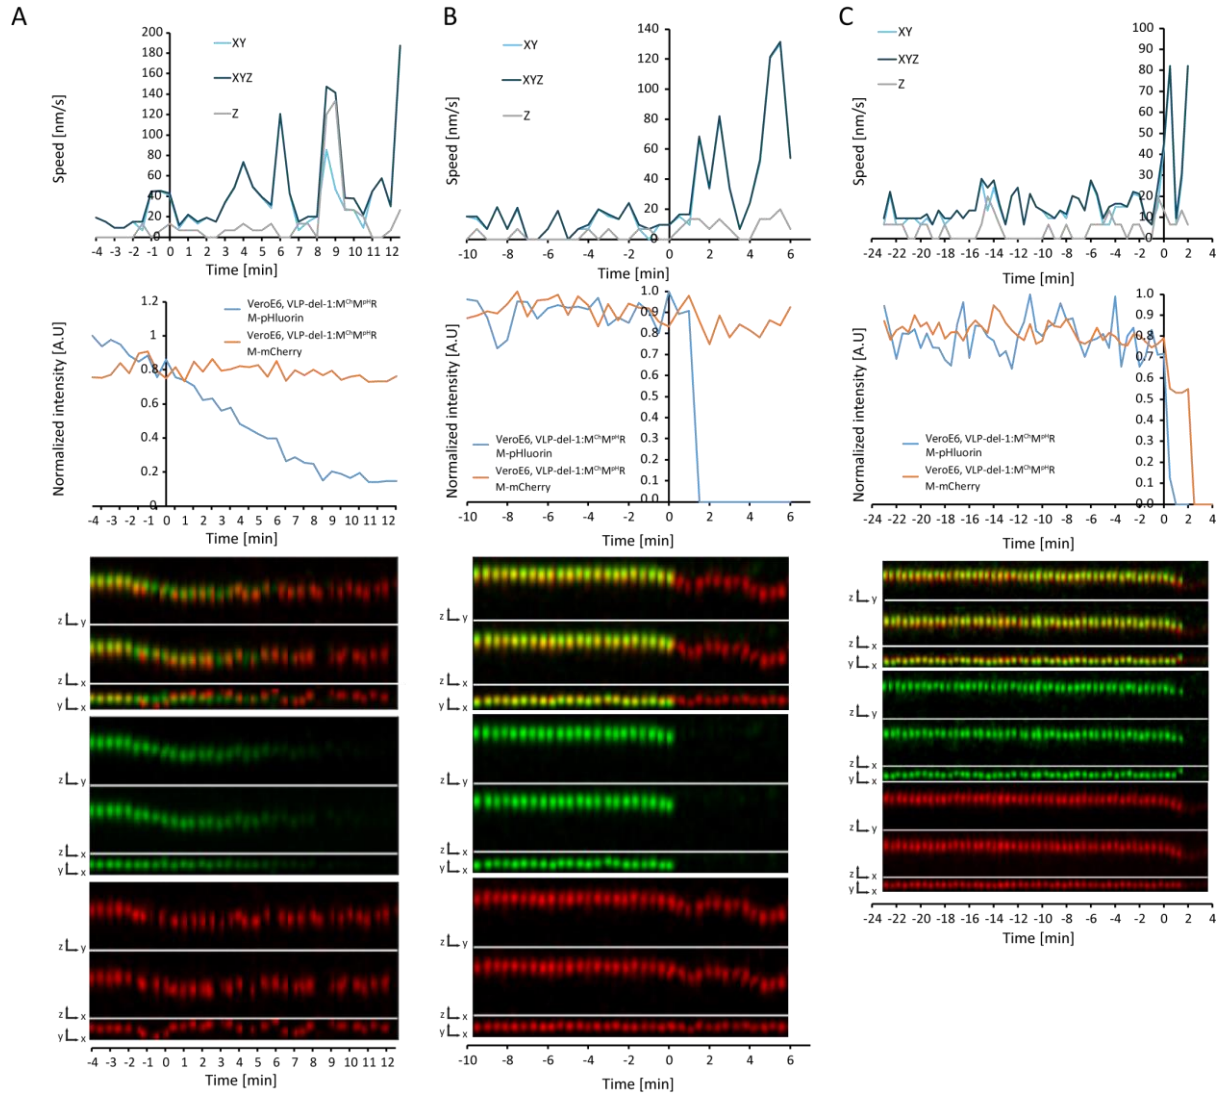 A
B
C
200
180
160
140
120
100
80
60
40
20
0
XY
XYZ
Z
Speed [nm/s]
-4 -3 -2 -1 0 1 2 3 4 5 6 7 8 9 10 11 12
Time [min]
140
120
100
80
60
40
20
0
XY
XYZ
Z
Speed [nm/s]
-10 -8 -6 -4 -2 0 2 4 6
Time [min]
100
90
80
70
60
50
40
30
20
10
0
XY
XYZ
Z
Speed [nm/s]
-24 -22 -20 -18 -16 -14 -12 -10 -8 -6 -4 -2 0 2 4
Time [min]
1.2
1
0.8
0.6
0.4
0.2
0
VeroE6, VLP-del-1:MChMpHR
M-pHluorin
VeroE6, VLP-del-1:MChMpHR
M-mCherry
Normalized intensity [A.U]
-4 -3 -2 -1 0 1 2 3 4 5 6 7 8 9 10 11 12
Time [min]
1.0
0.9
0.8
0.7
0.6
0.5
0.4
0.3
0.2
0.1
0.0
VeroE6, VLP-del-1:MChMpHR
M-pHluorin
VeroE6, VLP-del-1:MChMpHR
M-mCherry
Normalized intensity [A.U]
-10 -8 -6 -4 -2 0 2 4 6
Time [min]
1.0
0.9
0.8
0.7
0.6
0.5
0.4
0.3
0.2
0.1
0.0
VeroE6, VLP-del-1:MChMpHR
M-pHluorin
VeroE6, VLP-del-1:MChMpHR
M-mCherry
Normalized intensity [A.U]
-24 -22 -20 -18 -16 -14 -12 -10 -8 -6 -4 -2 0 2 4
Time [min]
z y
z x
y x
z y
z x
y x
z y
z x
y x
-4 -3 -2 -1 0 1 2 3 4 5 6 7 8 9 10 11 12
Time [min]
z y
z x
y x
z y
z x
y x
z y
z x
y x
-10 -8 -6 -4 -2 0 2 4 6
Time [min]
z y
z x
y x
z y
z x
y x
z y
z x
y x
-24 -22 -20 -18 -16 -14 -12 -10 -8 -6 -4 -2 0 2 4
Time [min]